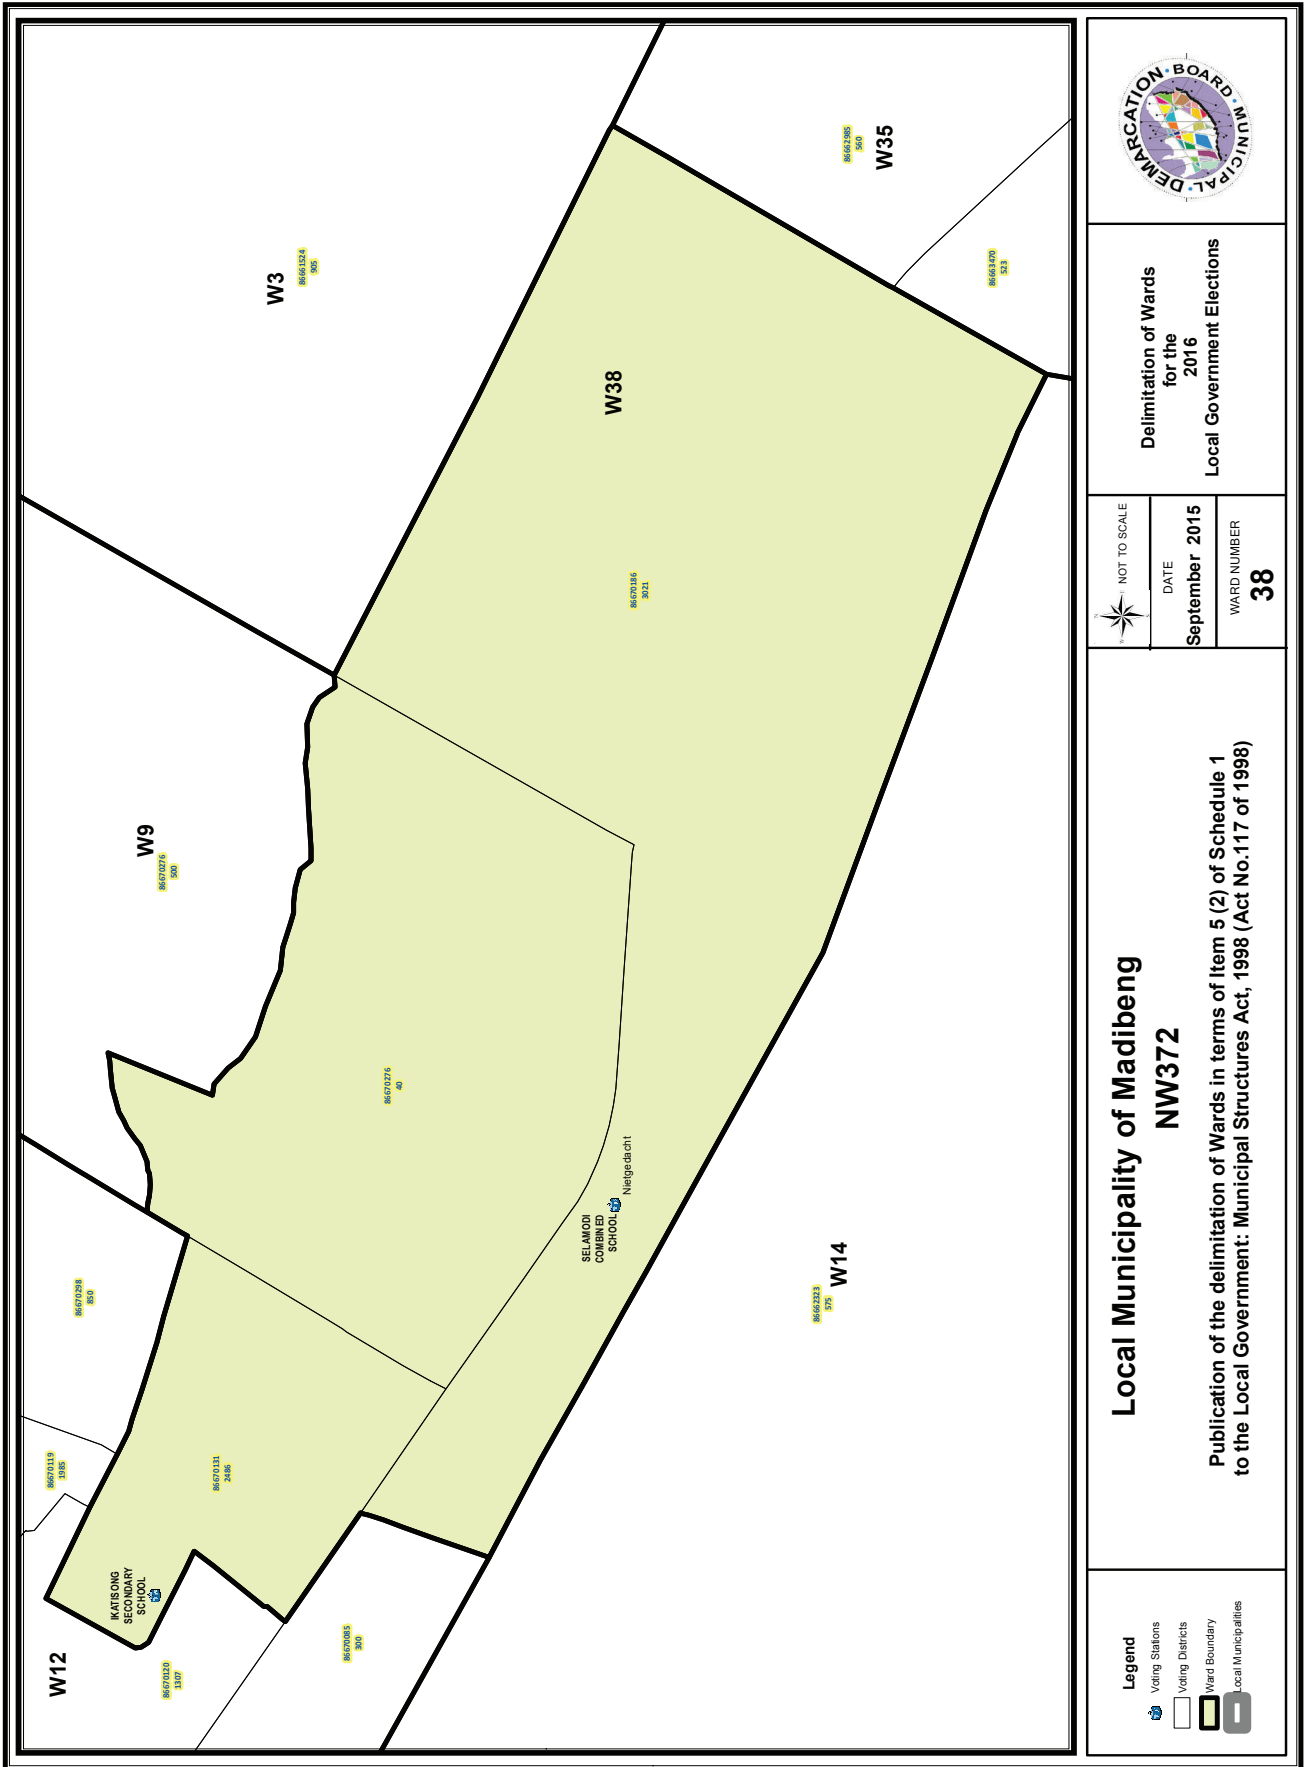 W3
86661524
905
W35
86662985
560
86663470
523
W38
86670186
3021
W9
86670276
500
86670276
40
SELAMODI
COMBINED
SCHOOL
Nietgedacht
W14
86662323
575
86670298
850
86670119
1985
86670131
2486
IKATISONG
SECONDARY
SCHOOL
W12
86670120
1307
86670085
300
Legend
Voting Stations
Voting Districts
Ward Boundary
Local Municipalities
Local Municipality of Madibeng
NW372
Publication of the delimitation of Wards in terms of Item 5 (2) of Schedule 1
to the Local Government: Municipal Structures Act, 1998 (Act No.117 of 1998)
NOT TO SCALE
DATE
September 2015
WARD NUMBER
38
Delimitation of Wards
for the
2016
Local Government Elections
MUNICIPAL DEMARCATION BOARD